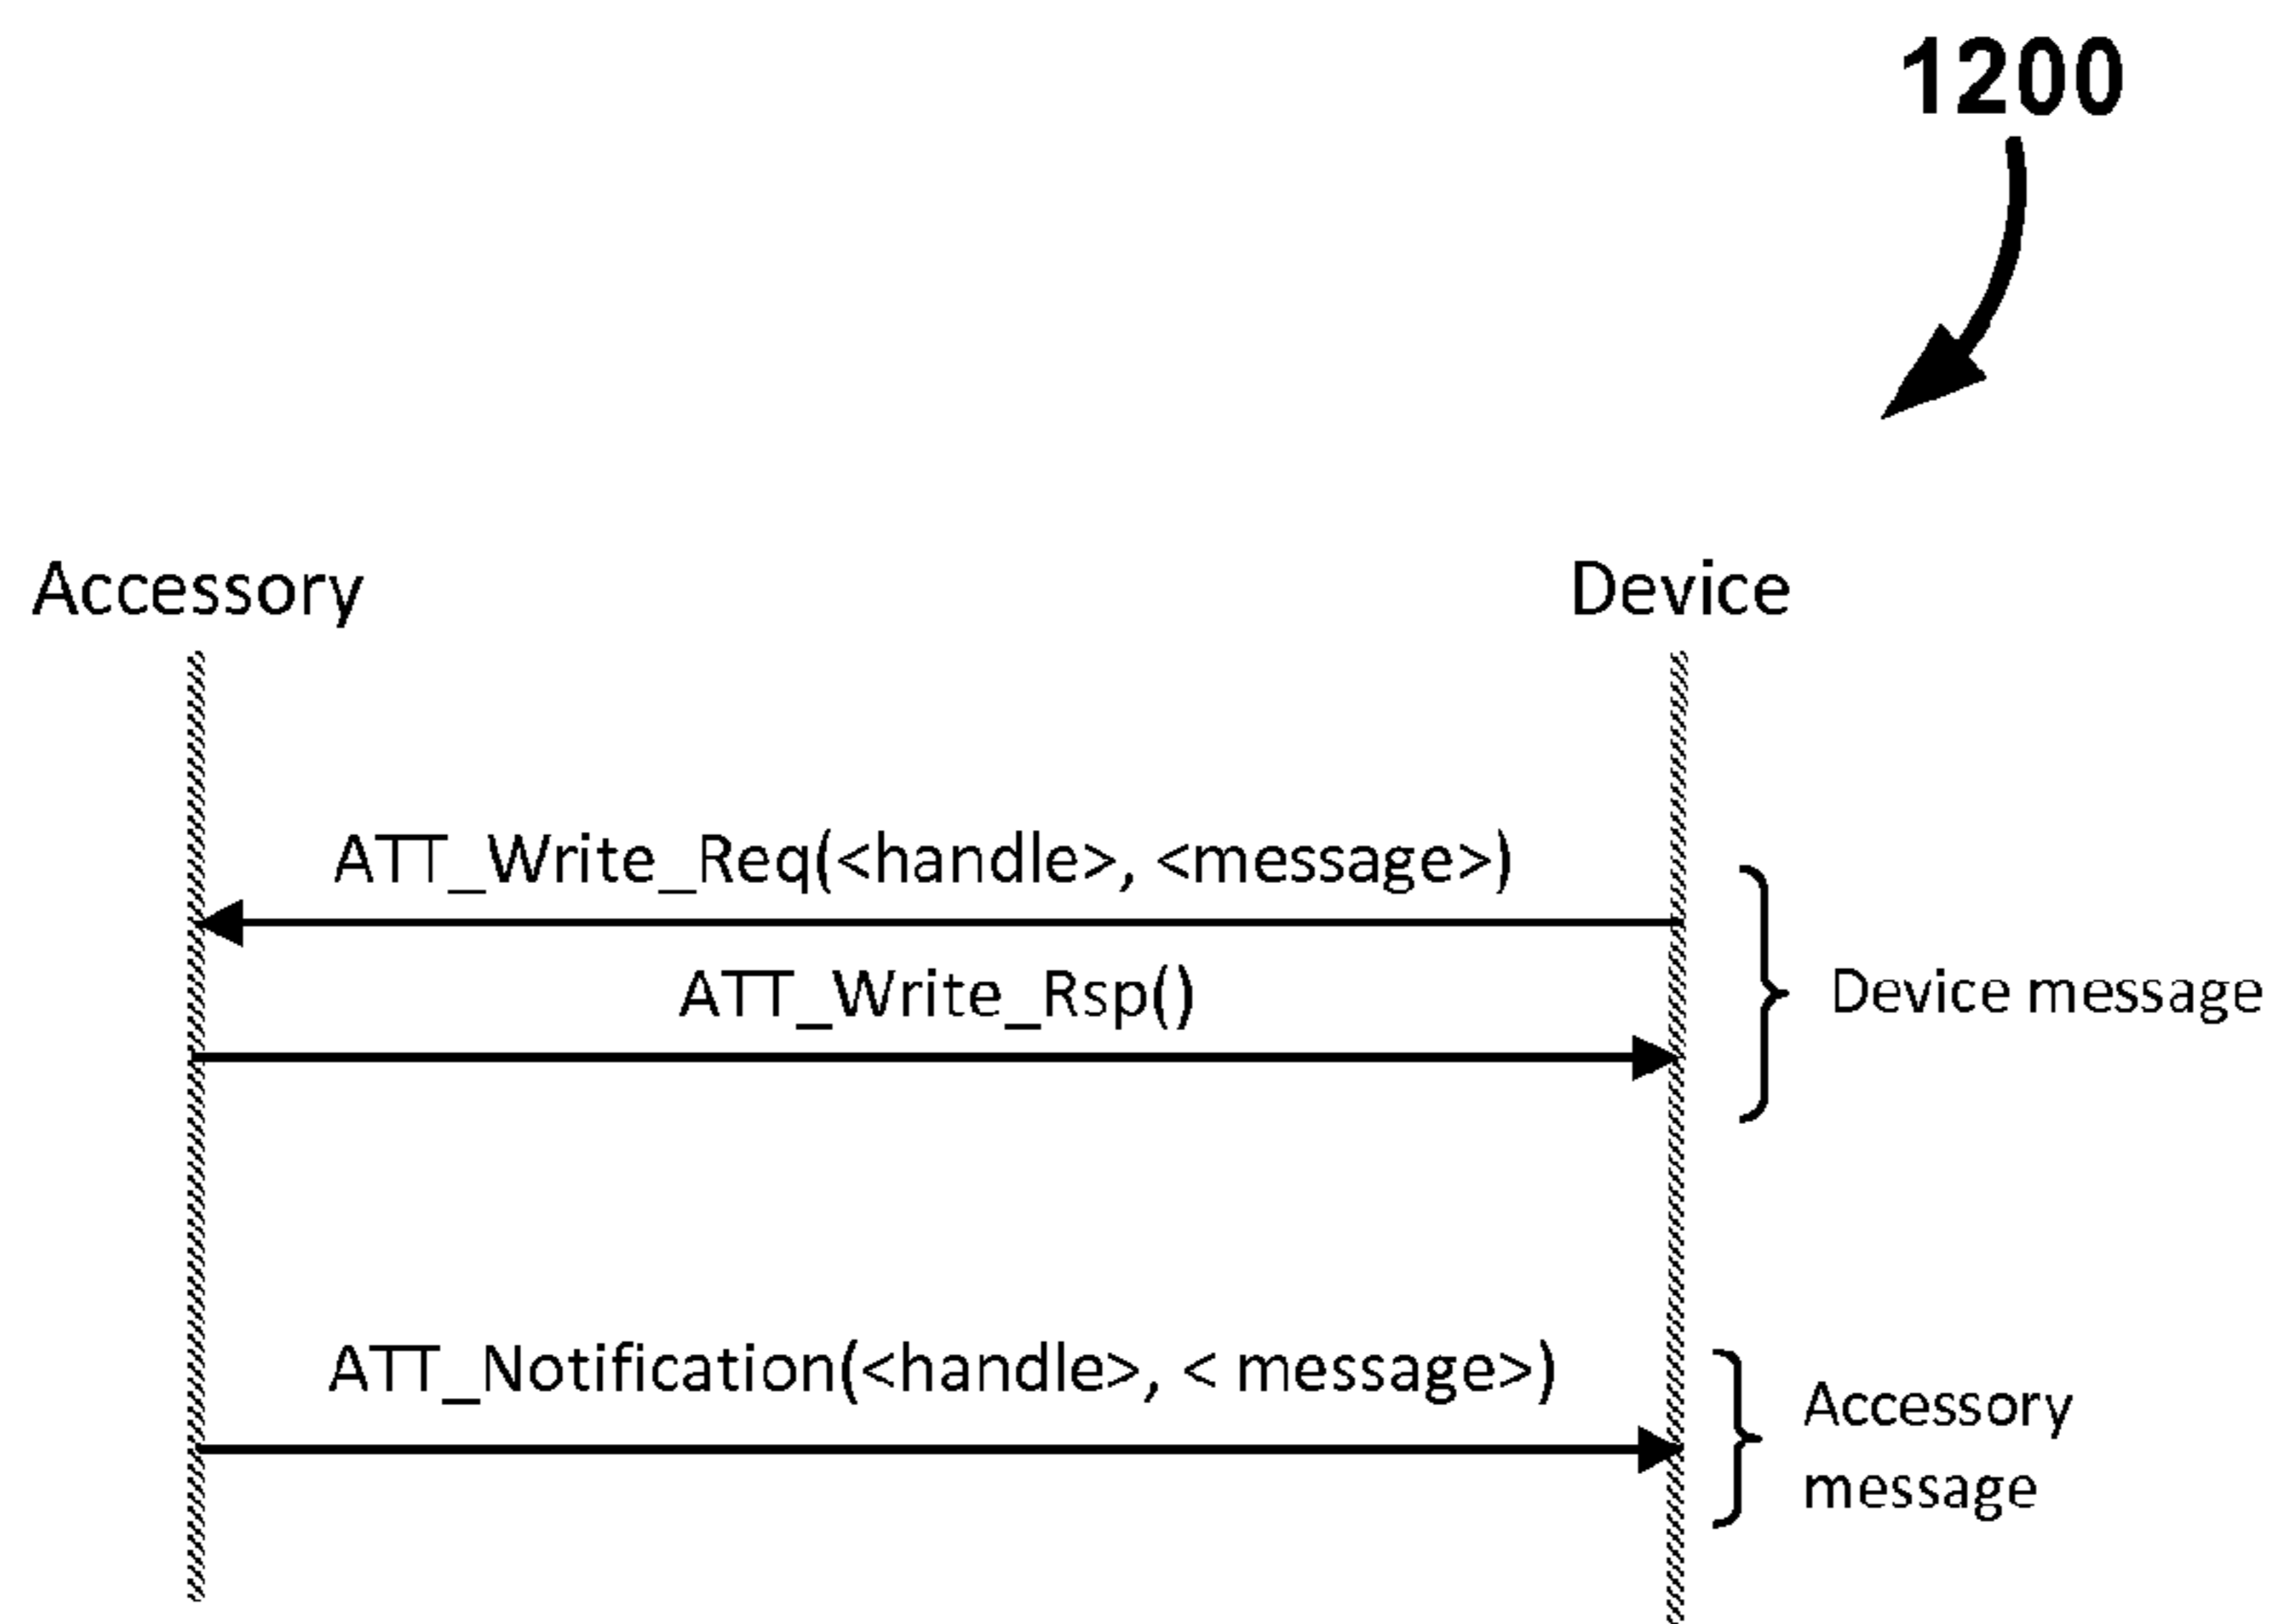 1200
Accessory
Device
ATT_Write_Req(<handle>, <message>)
ATT_Write_Rsp()
Device message
ATT_Notification(<handle>, < message>)
Accessory
message